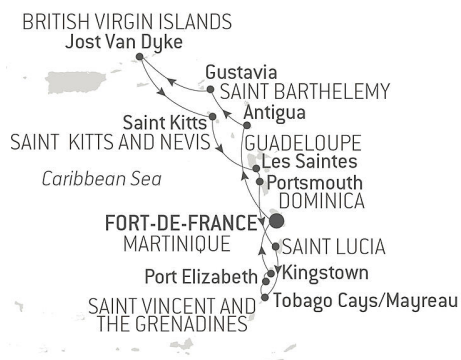 BRITISH VIRGIN ISLANDS
Jost Van Dyke
Gustavia
SAINT BARTHELEMY
Antigua
Saint Kitts
SAINT KITTS AND NEVIS
GUADELOUPE
Les Saintes
Caribbean Sea
Portsmouth
DOMINICA
FORT-DE-FRANCE
MARTINIQUE
SAINT LUCIA
Kingstown
Port Elizabeth
Tobago Cays/Mayreau
SAINT VINCENT AND
THE GRENADINES